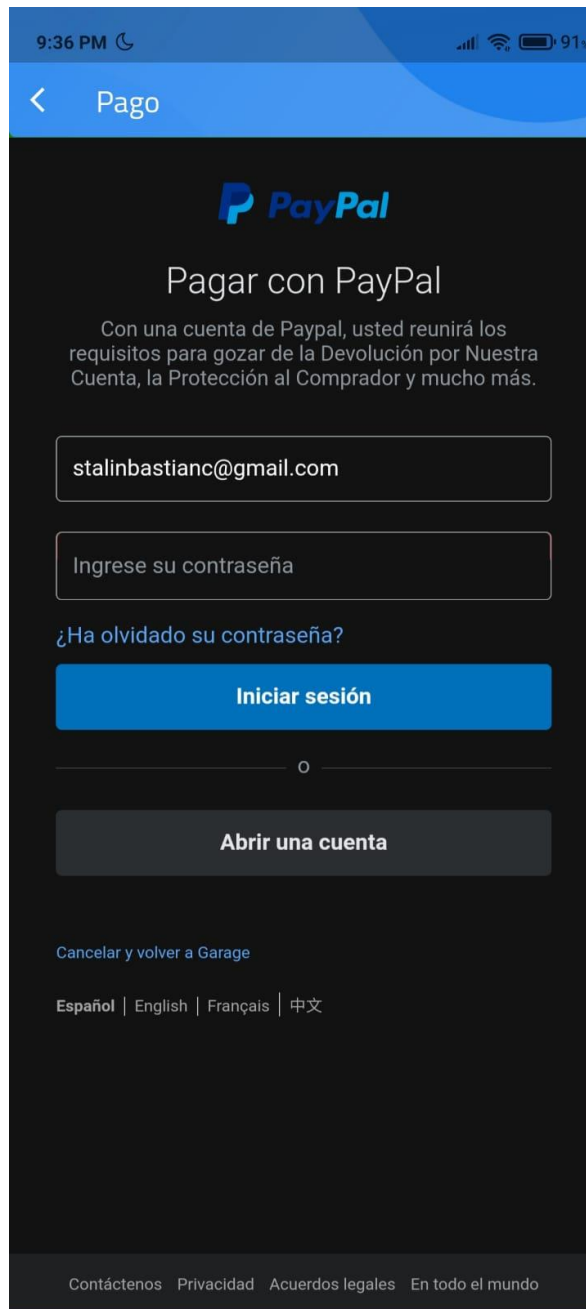 9:36 PM 91%
Pago
PayPal
Pagar con PayPal
Con una cuenta de Paypal, usted reunirá los
requisitos para gozar de la Devolución por Nuestra
Cuenta, la Protección al Comprador y mucho más.
stalinbastianc@gmail.com
Ingrese su contraseña
¿Ha olvidado su contraseña?
Iniciar sesión
o
Abrir una cuenta
Cancelar y volver a Garage
Español | English | Français | 中文
Contáctenos Privacidad Acuerdos legales En todo el mundo